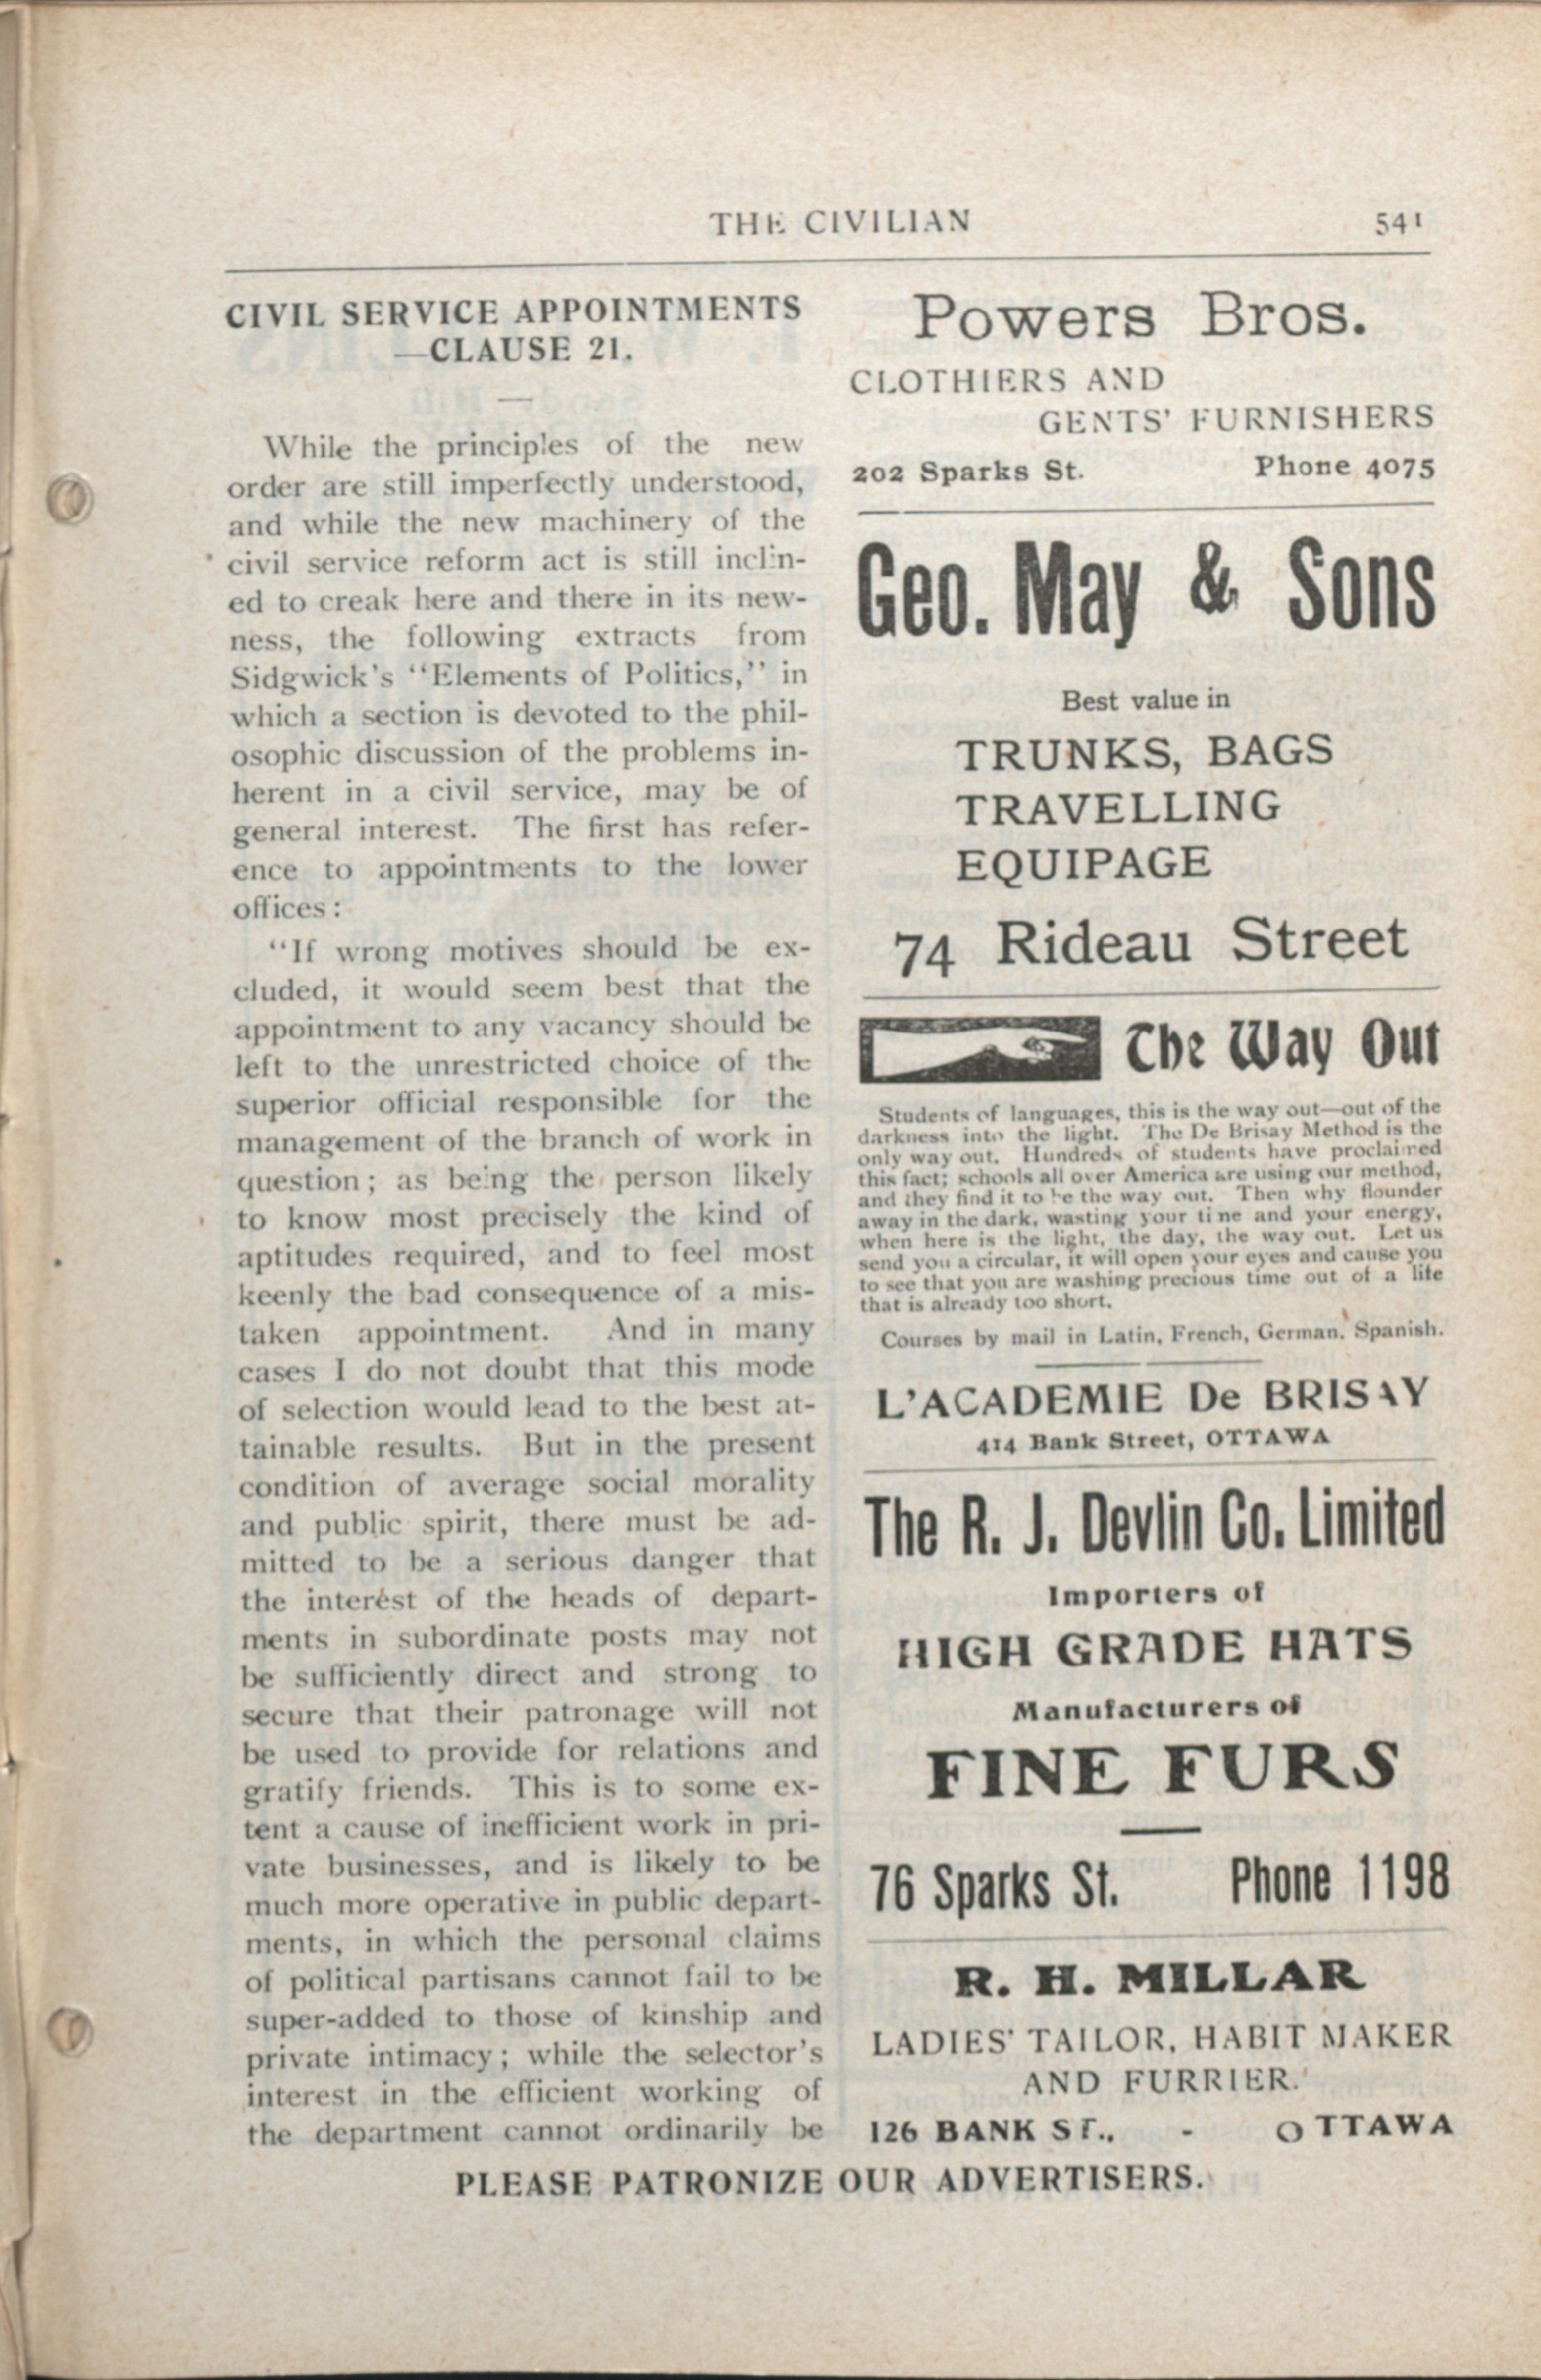 THE CIVILIAN
541
CIVIL SERVICE APPOINTMENTS
—CLAUSE 21.
While the principles of the new
order are still imperfectly understood,
and while the new machinery of the
civil service reform act is still inclin-
ed to creak here and there in its new-
ness, the following extracts from
Sidgwick's "Elements of Politics," in
which a section is devoted to the phil-
osophic discussion of the problems in-
herent in a civil service, may be of
general interest. The first has refer-
ence to appointments to the lower
offices:
"If wrong motives should be ex-
cluded, it would seem best that the
appointment to any vacancy should be
left to the unrestricted choice of the
superior official responsible for the
management of the branch of work in
question; as being the person likely
to know most precisely the kind of
aptitudes required, and to feel most
keenly the bad consequence of a mis-
taken appointment. And in many
cases I do not doubt that this mode
of selection would lead to the best at-
tainable results. But in the present
condition of average social morality
and public spirit, there must be ad-
mitted to be a serious danger that
the interest of the heads of depart-
ments in subordinate posts may not
be sufficiently direct and strong to
secure that their patronage will not
be used to provide for relations and
gratify friends. This is to some ex-
tent a cause of inefficient work in pri-
vate businesses, and is likely to be
much more operative in public depart-
ments, in which the personal claims
of political partisans cannot fail to be
super-added to those of kinship and
private intimacy; while the selector's
interest in the efficient working of
the department cannot ordinarily be
Powers Bros.
CLOTHIERS AND
GENTS' FURNISHERS
202 Sparks St. Phone 4075
Geo. May & Sons
Best value in
TRUNKS, BAGS
TRAVELLING
EQUIPAGE
74 Rideau Street
The Way Out
Students of languages, this is the way out—out of the
darkness into the light. The De Brisay Method is the
only way out. Hundreds of students have proclaimed
this fact; schools all over America are using our method,
and they find it to be the way out. Then why flounder
away in the dark, wasting your time and your energy,
when here is the light, the day, the way out. Let us
send you a circular, it will open your eyes and cause you
to see that you are washing precious time out of a life
that is already too short.
Courses by mail in Latin, French, German, Spanish.
L'ACADEMIE De BRISAY
414 Bank Street, OTTAWA
The R. J. Devlin Co. Limited
Importers of
HIGH GRADE HATS
Manufacturers of
FINE FURS
76 Sparks St. Phone 1198
R. H. MILLAR
LADIES' TAILOR, HABIT MAKER
AND FURRIER.
126 BANK ST., - OTTAWA
PLEASE PATRONIZE OUR ADVERTISERS.